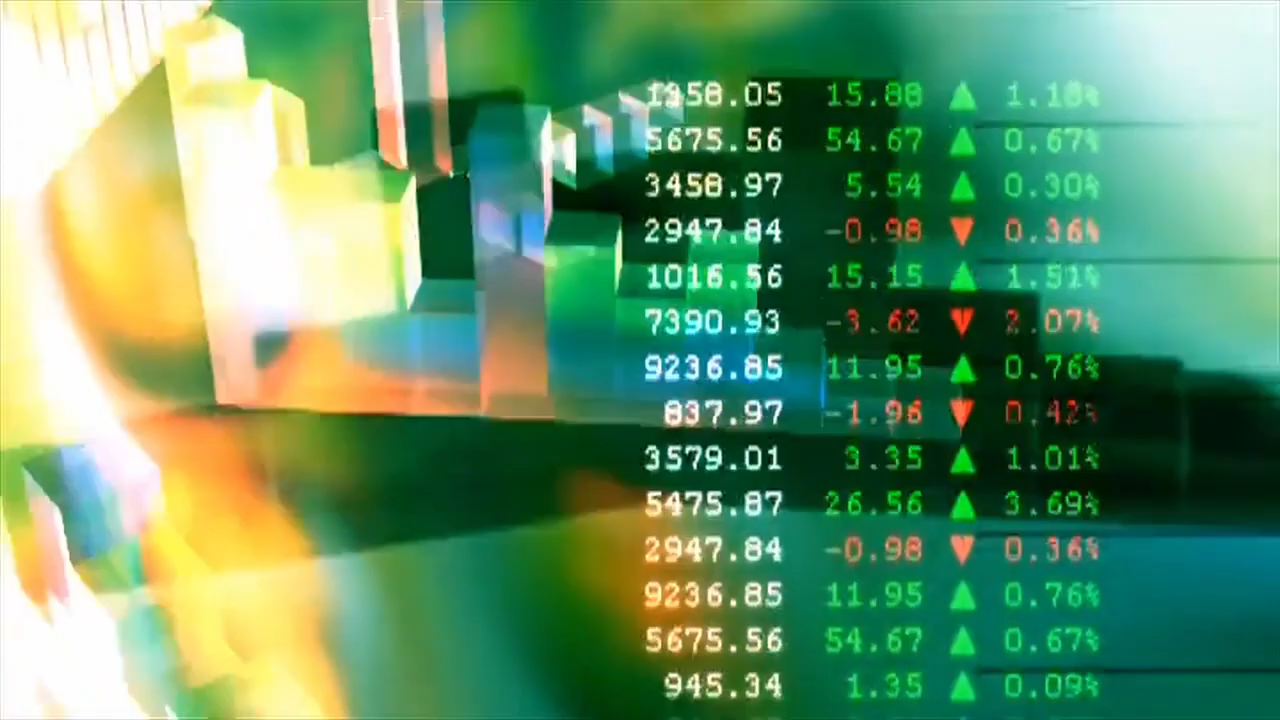 1358.05 15.88 ▲ 1.18%
5675.56 54.67 ▲ 0.67%
3458.97 5.54 ▲ 0.30%
2947.84 -0.98 ▼ 0.36%
1016.56 15.15 ▲ 1.51%
7390.93 -3.62 ▼ 2.07%
9236.85 11.95 ▲ 0.76%
837.97 -1.96 ▼ 0.42%
3579.01 3.35 ▲ 1.01%
5475.87 26.56 ▲ 3.69%
2947.84 -0.98 ▼ 0.36%
9236.85 11.95 ▲ 0.76%
5675.56 54.67 ▲ 0.67%
945.34 1.35 ▲ 0.09%